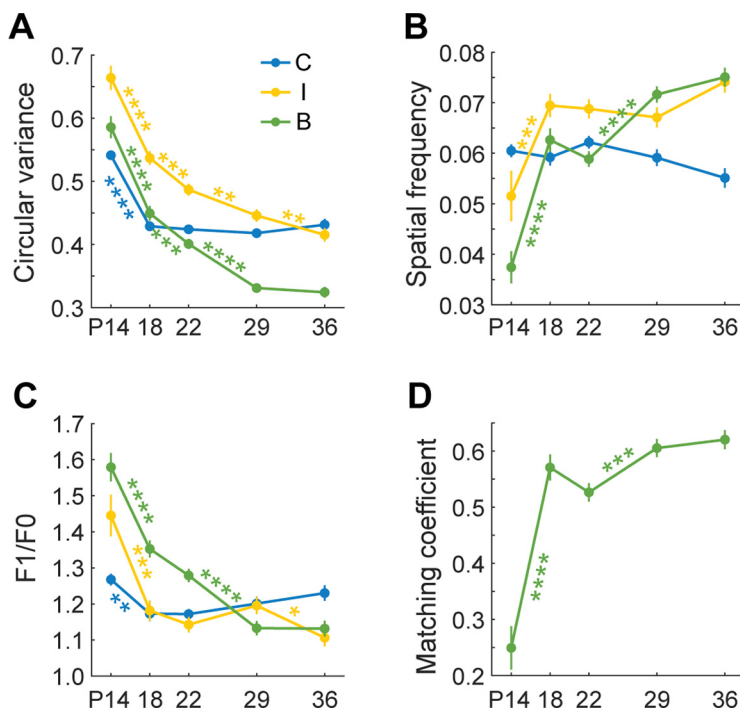 A
B
0.7
0.6
0.5
0.4
0.3
Circular variance
C
I
B
****
****
****
***
***
**
****
**
P14 18 22 29 36
0.08
0.07
0.06
0.05
0.04
0.03
Spatial frequency
***
****
****
P14 18 22 29 36
C
D
1.7
1.6
1.5
1.4
1.3
1.2
1.1
1.0
F1/F0
****
***
**
****
*
P14 18 22 29 36
0.6
0.5
0.4
0.3
0.2
Matching coefficient
****
***
P14 18 22 29 36